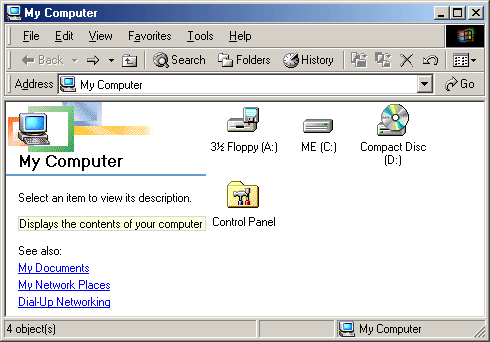 My Computer
File Edit View Favorites Tools Help
Back Search Folders History
Address My Computer Go
My Computer
Select an item to view its description.
Displays the contents of your computer
See also:
My Documents
My Network Places
Dial-Up Networking
3½ Floppy (A:)
ME (C:)
Compact Disc
(D:)
Control Panel
4 object(s)
My Computer